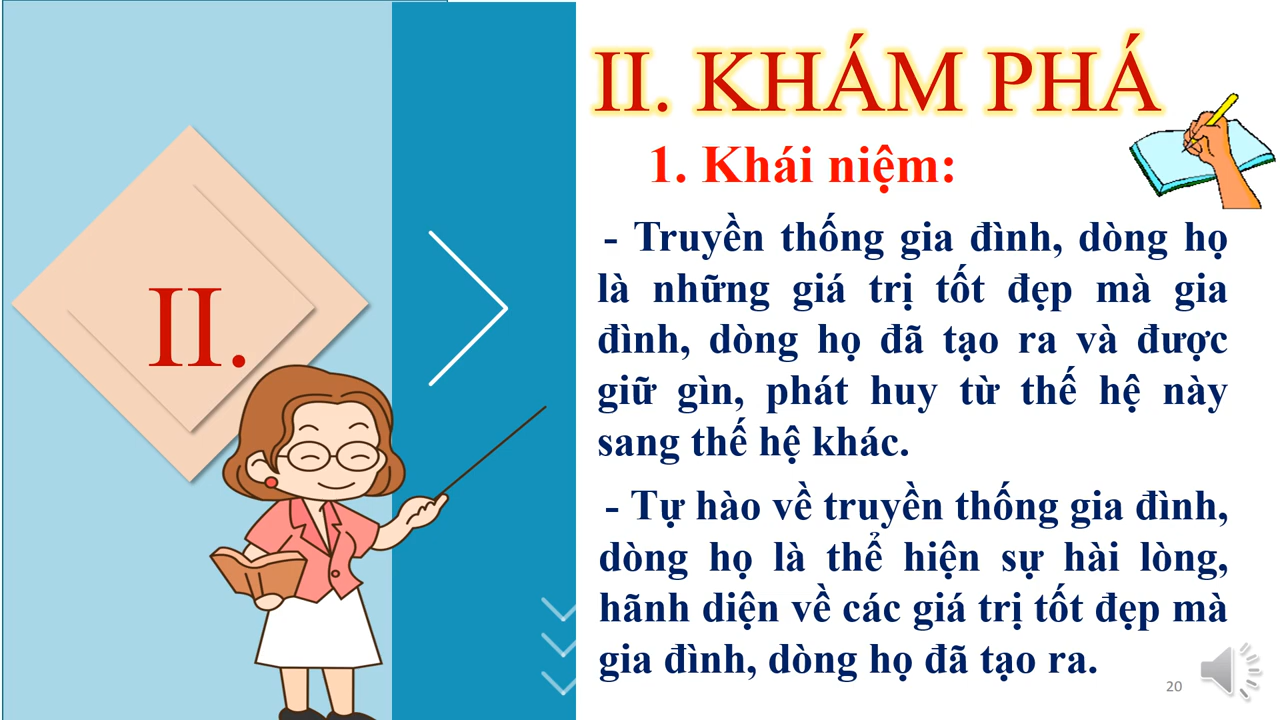 II. KHÁM PHÁ
1. Khái niệm:
- Truyền thống gia đình, dòng họ
là những giá trị tốt đẹp mà gia
đình, dòng họ đã tạo ra và được
giữ gìn, phát huy từ thế hệ này
sang thế hệ khác.
- Tự hào về truyền thống gia đình,
dòng họ là thể hiện sự hài lòng,
hãnh diện về các giá trị tốt đẹp mà
gia đình, dòng họ đã tạo ra.
II.
20